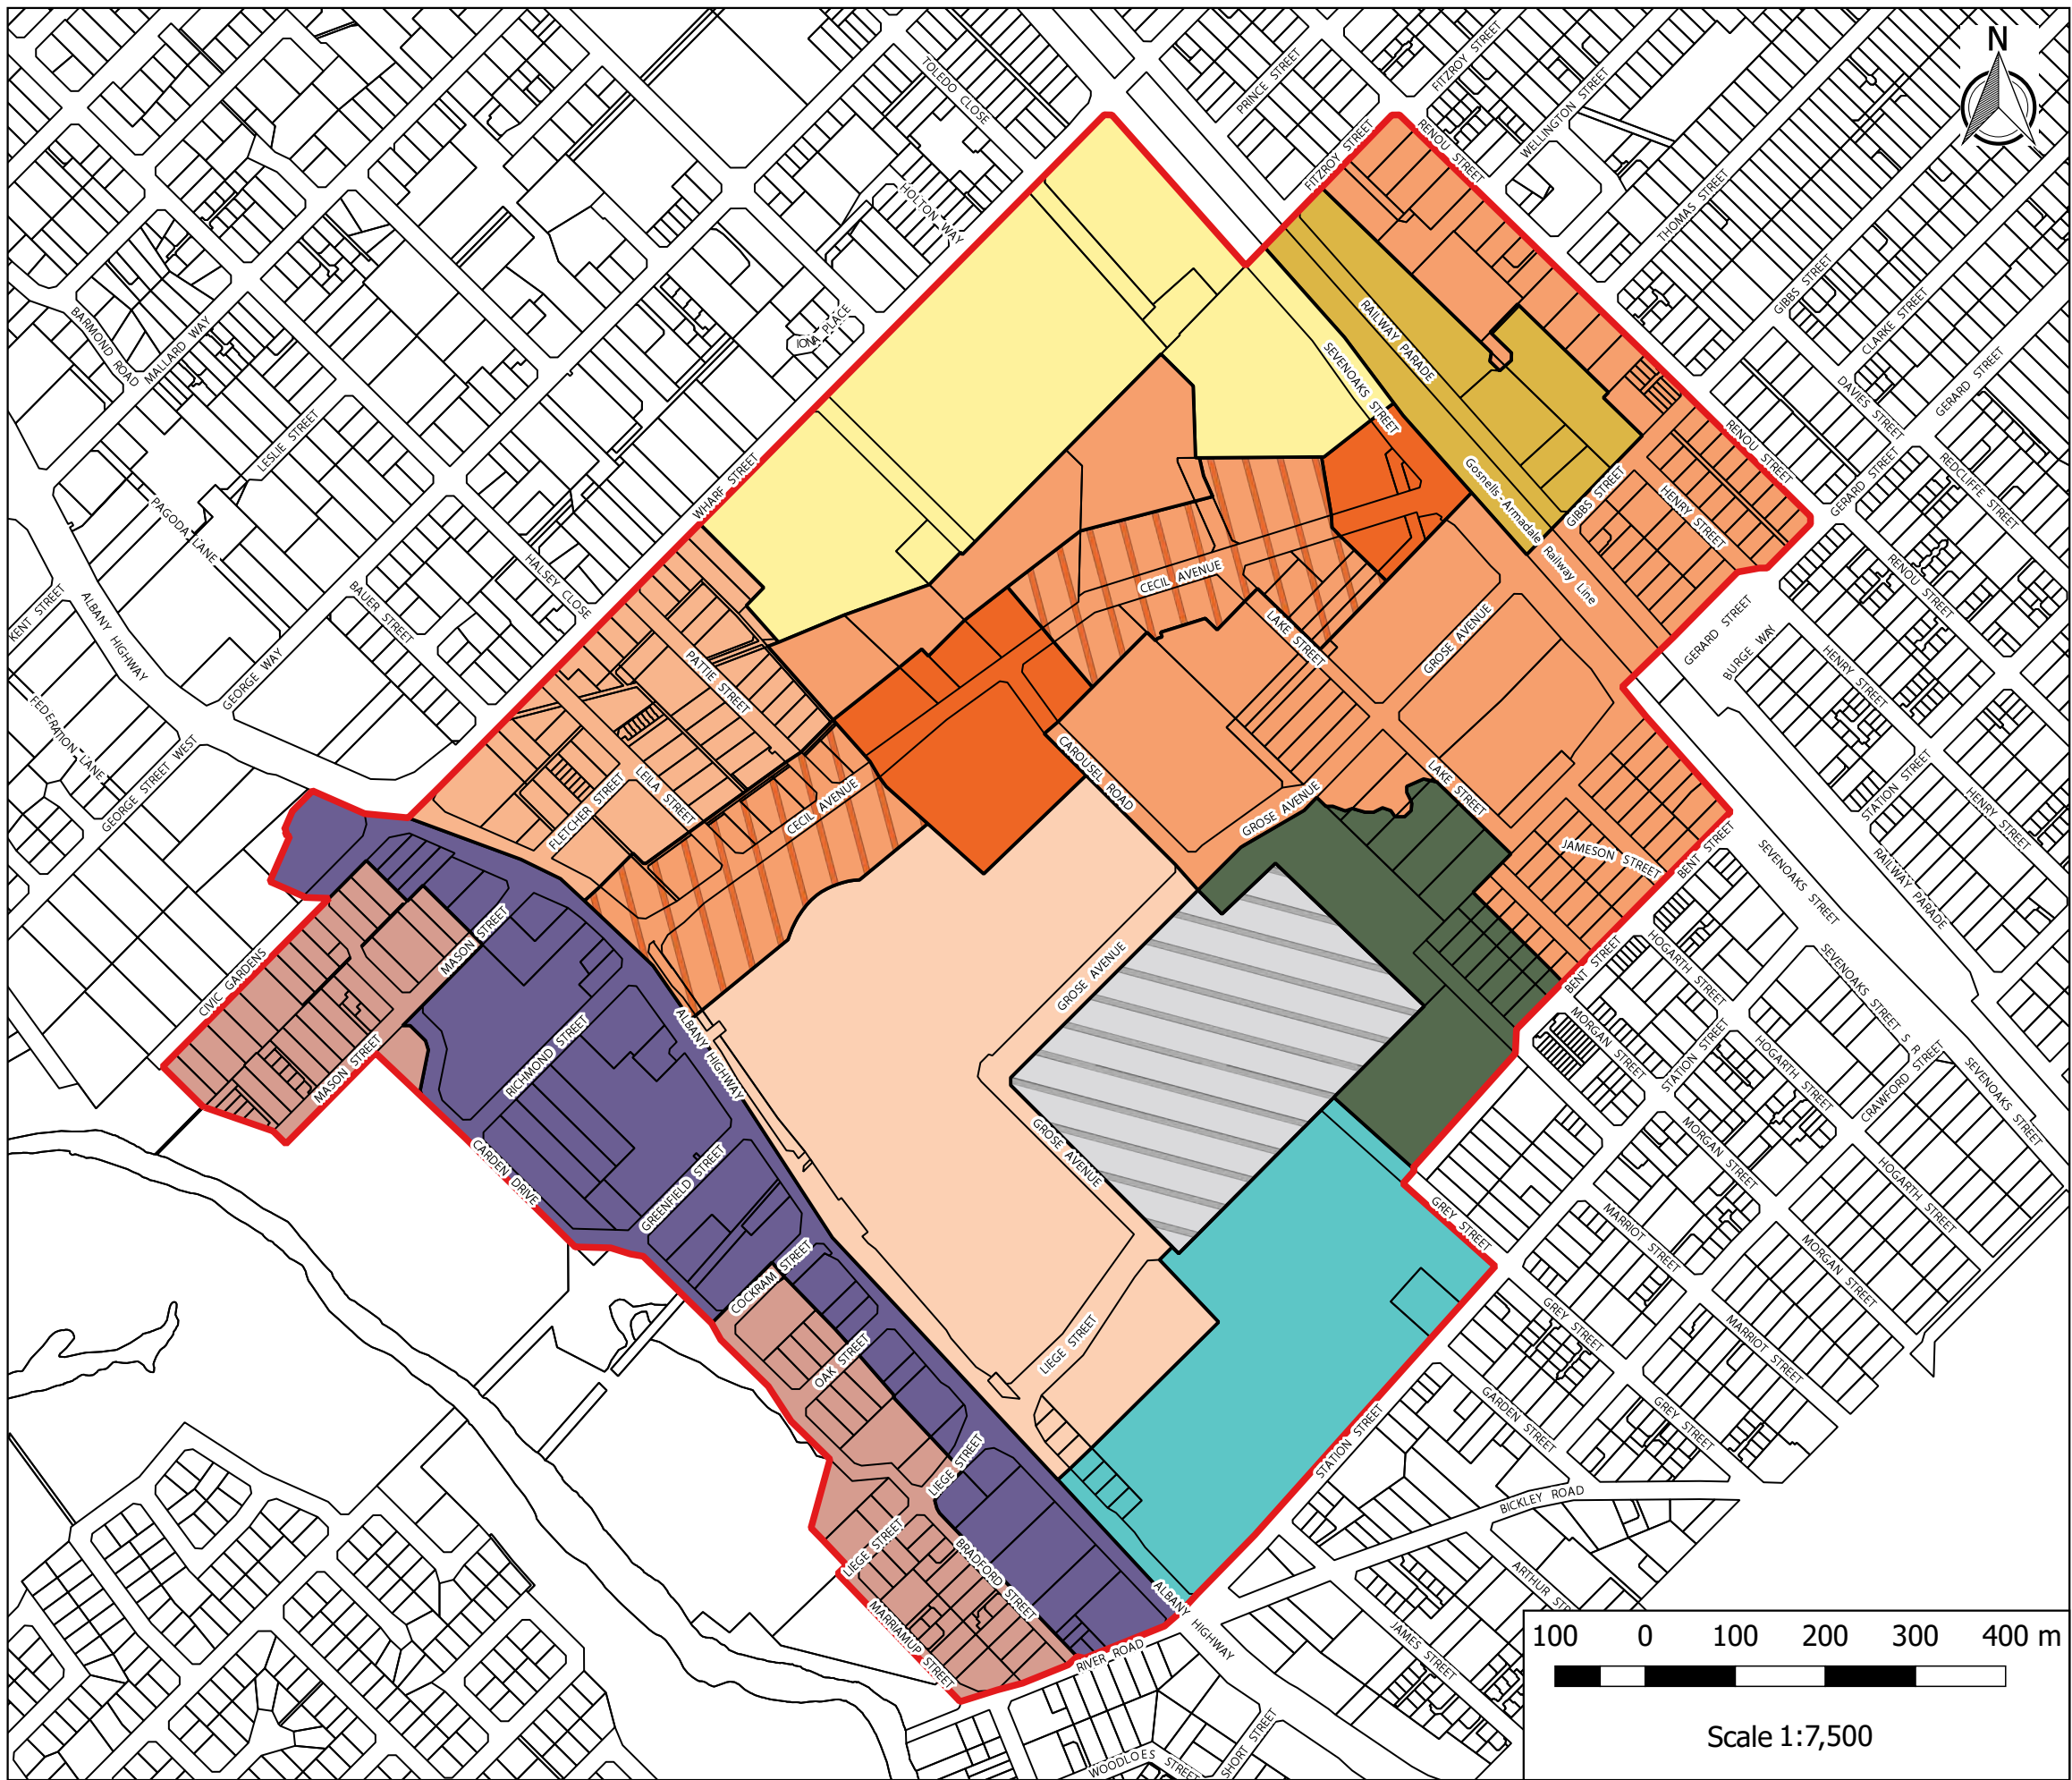 N
TOLEDO CLOSE
PRINCE STREET
FITZROY STREET
FITZROY STREET
RENOU STREET
WELLINGTON STREET
THOMAS STREET
HOLTON WAY
GIBBS STREET
CLARKE STREET
GERARD STREET
DAVIES STREET
BARMOND ROAD
MALLARD WAY
IONA PLACE
RAILWAY PARADE
SEVENOAKS STREET
LESLIE STREET
WHARF STREET
RENOU STREET
GERARD STREET
REDCLIFFE STREET
PAGODA LANE
Gosnells - Armadale Railway Line
GIBBS STREET
HENRY STREET
HALSEY CLOSE
CECIL AVENUE
RENOU STREET
KENT STREET
ALBANY HIGHWAY
BAUER STREET
LAKE STREET
GROSE AVENUE
GERARD STREET
BURGE WAY
HENRY STREET
GEORGE WAY
PATTIE STREET
FEDERATION LANE
GEORGE STREET WEST
FLETCHER STREET
LEILA STREET
CECIL AVENUE
CAROUSEL ROAD
GROSE AVENUE
LAKE STREET
STATION STREET
HENRY STREET
JAMESON STREET
BENT STREET
SEVENOAKS STREET
RAILWAY PARADE
MASON STREET
CIVIC GARDENS
GROSE AVENUE
BENT STREET
HOGARTH STREET
SEVENOAKS STREET S R
MORGAN STREET
STATION STREET
HOGARTH STREET
CRAWFORD STREET
SEVENOAKS STREET
RICHMOND STREET
ALBANY HIGHWAY
MASON STREET
GROSE AVENUE
MORGAN STREET
HOGARTH STREET
CARDEN DRIVE
GREENFIELD STREET
GREY STREET
MARRIOT STREET
MORGAN STREET
COCKRAM STREET
OAK STREET
LIEGE STREET
GREY STREET
MARRIOT STREET
GARDEN STREET
GREY STREET
STATION STREET
LIEGE STREET
BICKLEY ROAD
LIEGE STREET
BRADFORD STREET
MARRIAMUP STREET
ALBANY HIGHWAY
ARTHUR STR
JAMES STREET
RIVER ROAD
SHORT STREET
WOODLOES STREET
100 0 100 200 300 400 m
Scale 1:7,500